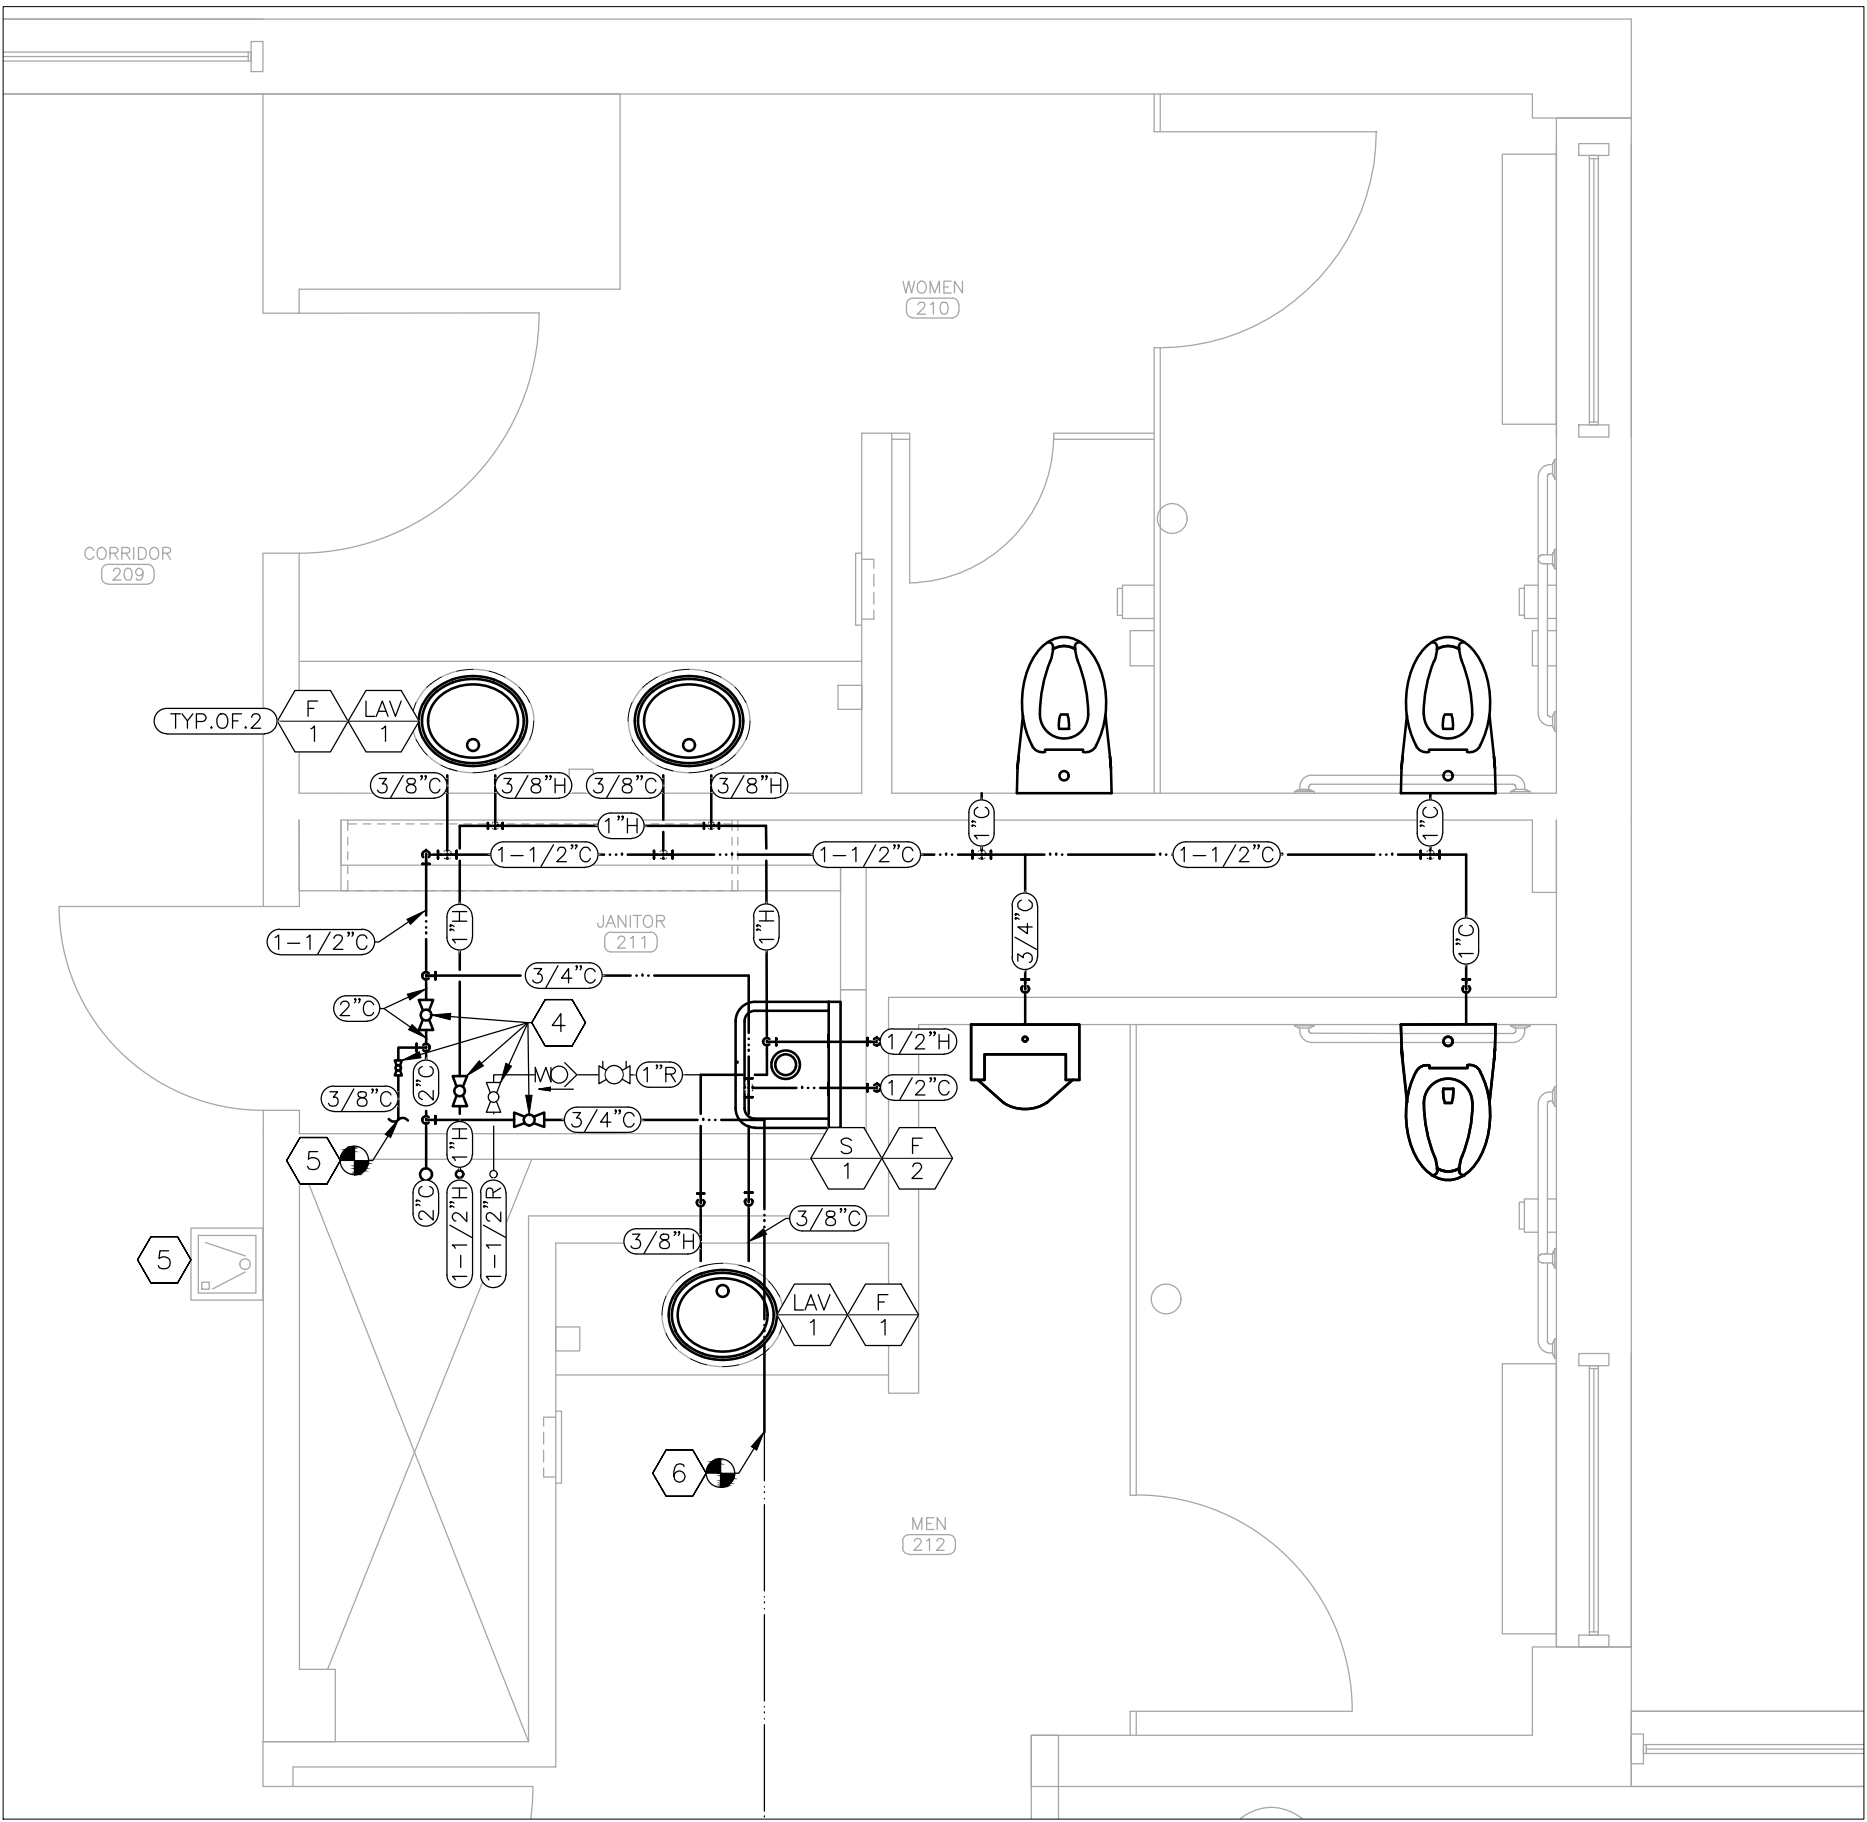 WOMEN
210
CORRIDOR
209
TYP.OF.2
F
1
LAV
1
3/8"C
3/8"H
3/8"C
3/8"H
1"H
1"C
1"C
1-1/2"C
1-1/2"C
1-1/2"C
1"H
1"H
JANITOR
211
3/4"C
1"C
1-1/2"C
3/4"C
2"C
4
1/2"H
1"R
2"C
1/2"C
3/8"C
3/4"C
1"H
5
S
1
F
2
2"C
1-1/2"H
1-1/2"R
3/8"C
3/8"H
5
LAV
1
F
1
6
MEN
212